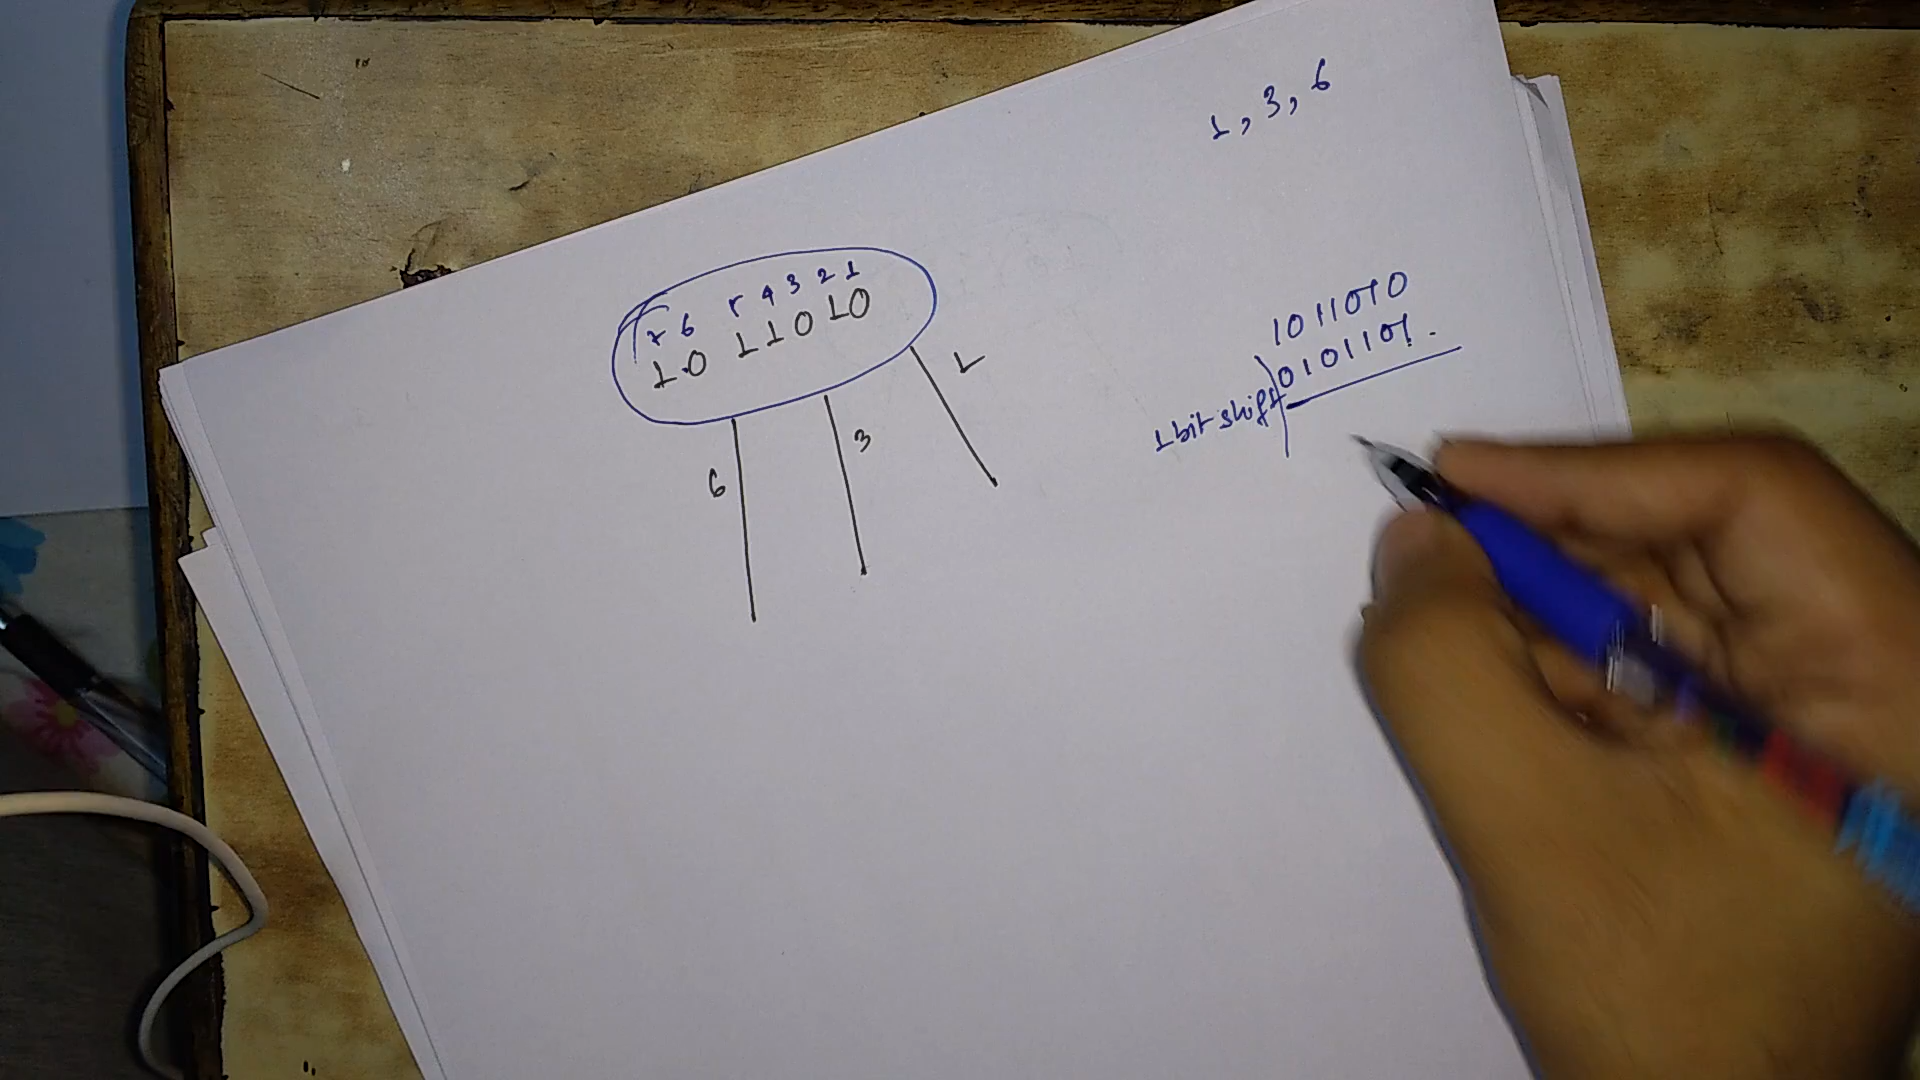 1, 3, 6
7 6 5 4 3 2 1
1 0 1 1 0 1 0
6
3
1
1011010
0101101.
1 bit shift